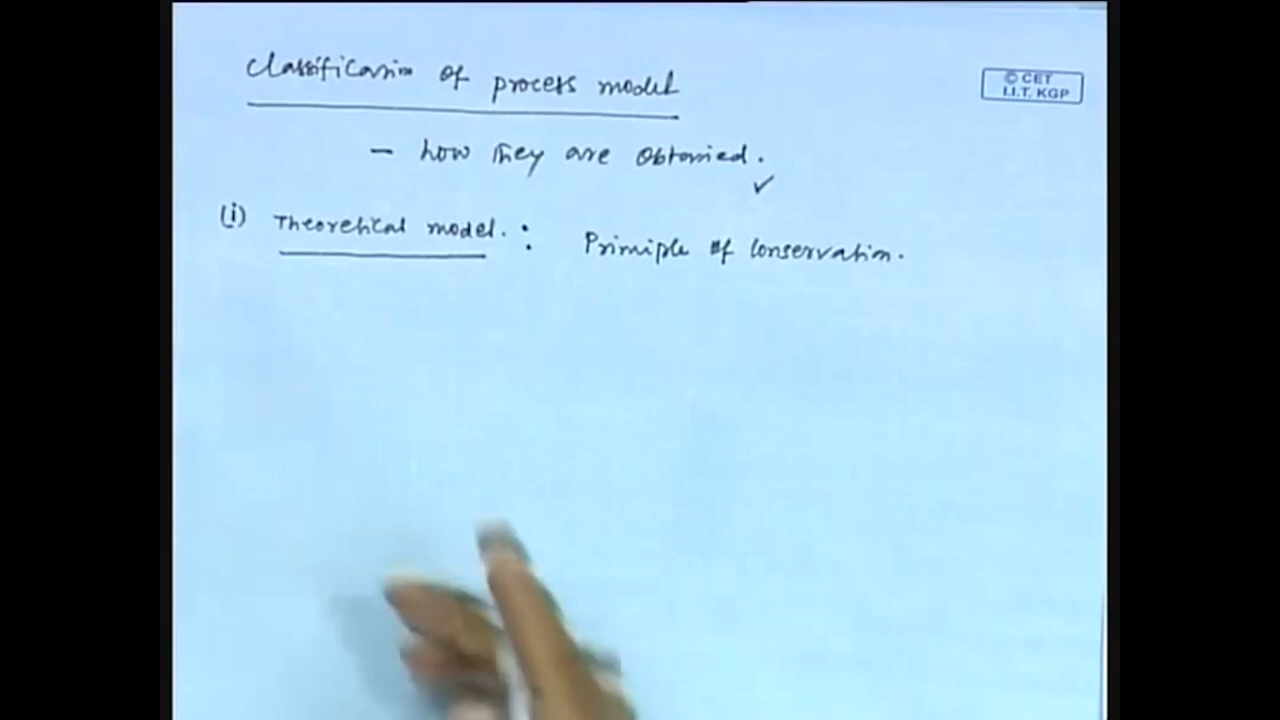 Classification of process model
© CET
I.I.T. KGP
- how they are obtained.
(i) Theoretical model. : Principle of conservation.